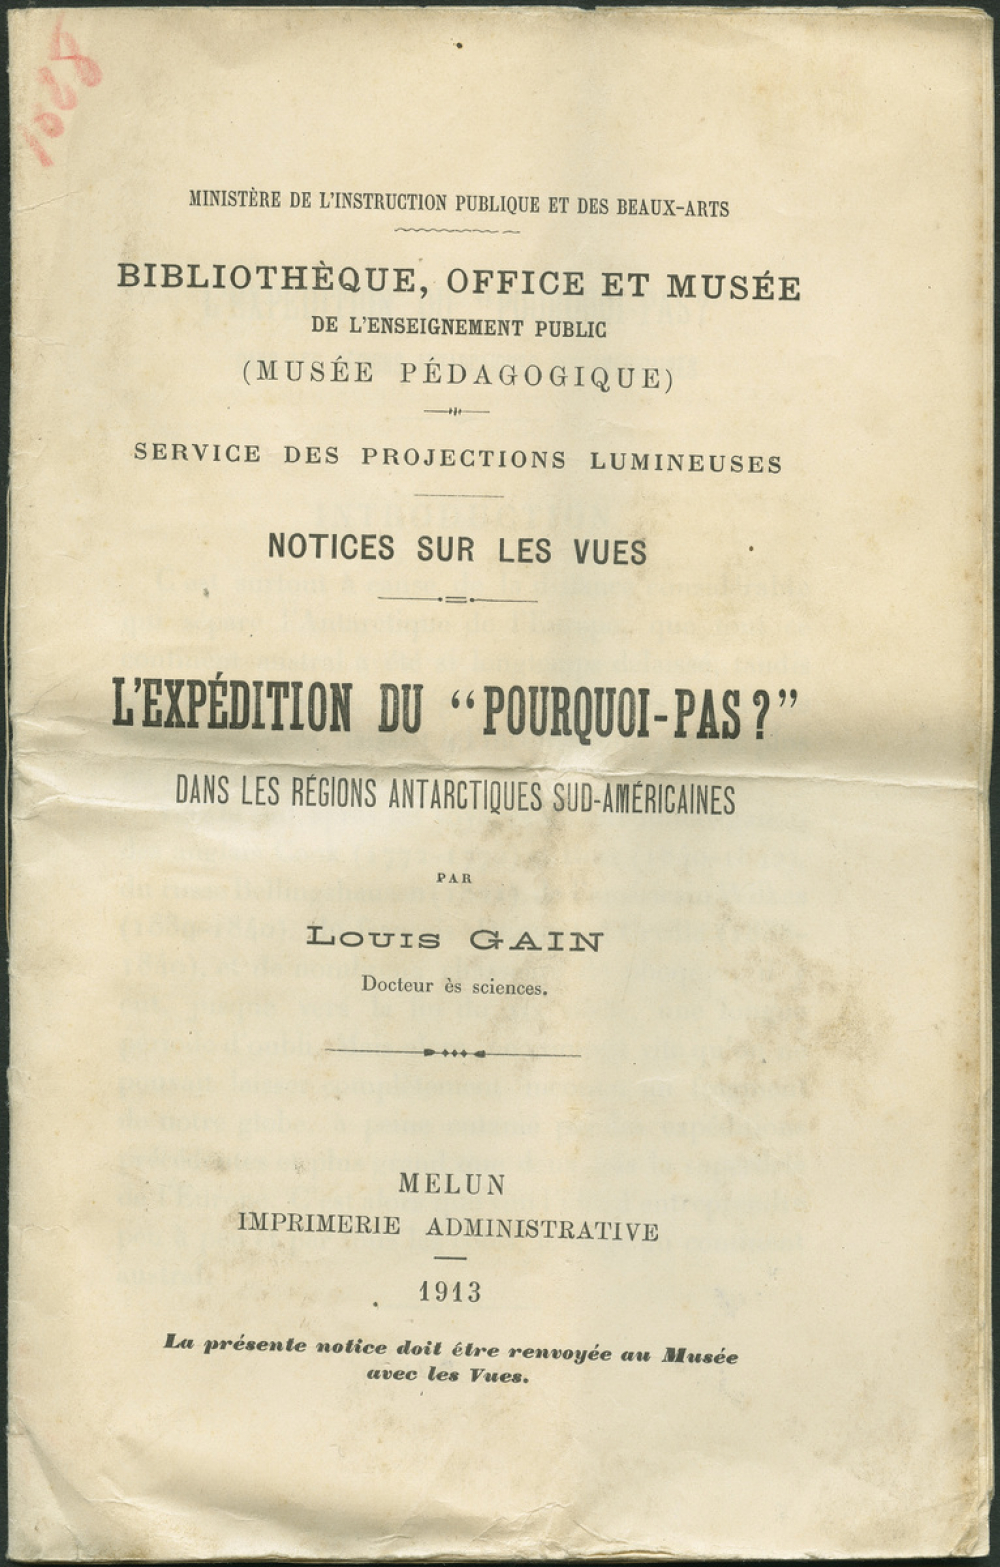 MINISTÈRE DE L'INSTRUCTION PUBLIQUE ET DES BEAUX-ARTS
BIBLIOTHÈQUE, OFFICE ET MUSÉE
DE L'ENSEIGNEMENT PUBLIC
(MUSÉE PÉDAGOGIQUE)
SERVICE DES PROJECTIONS LUMINEUSES
NOTICES SUR LES VUES
L'EXPÉDITION DU “POURQUOI-PAS?”
DANS LES RÉGIONS ANTARCTIQUES SUD-AMÉRICAINES
PAR
LOUIS GAIN
Docteur ès sciences.
MELUN
IMPRIMERIE ADMINISTRATIVE
1913
La présente notice doit être renvoyée au Musée
avec les Vues.